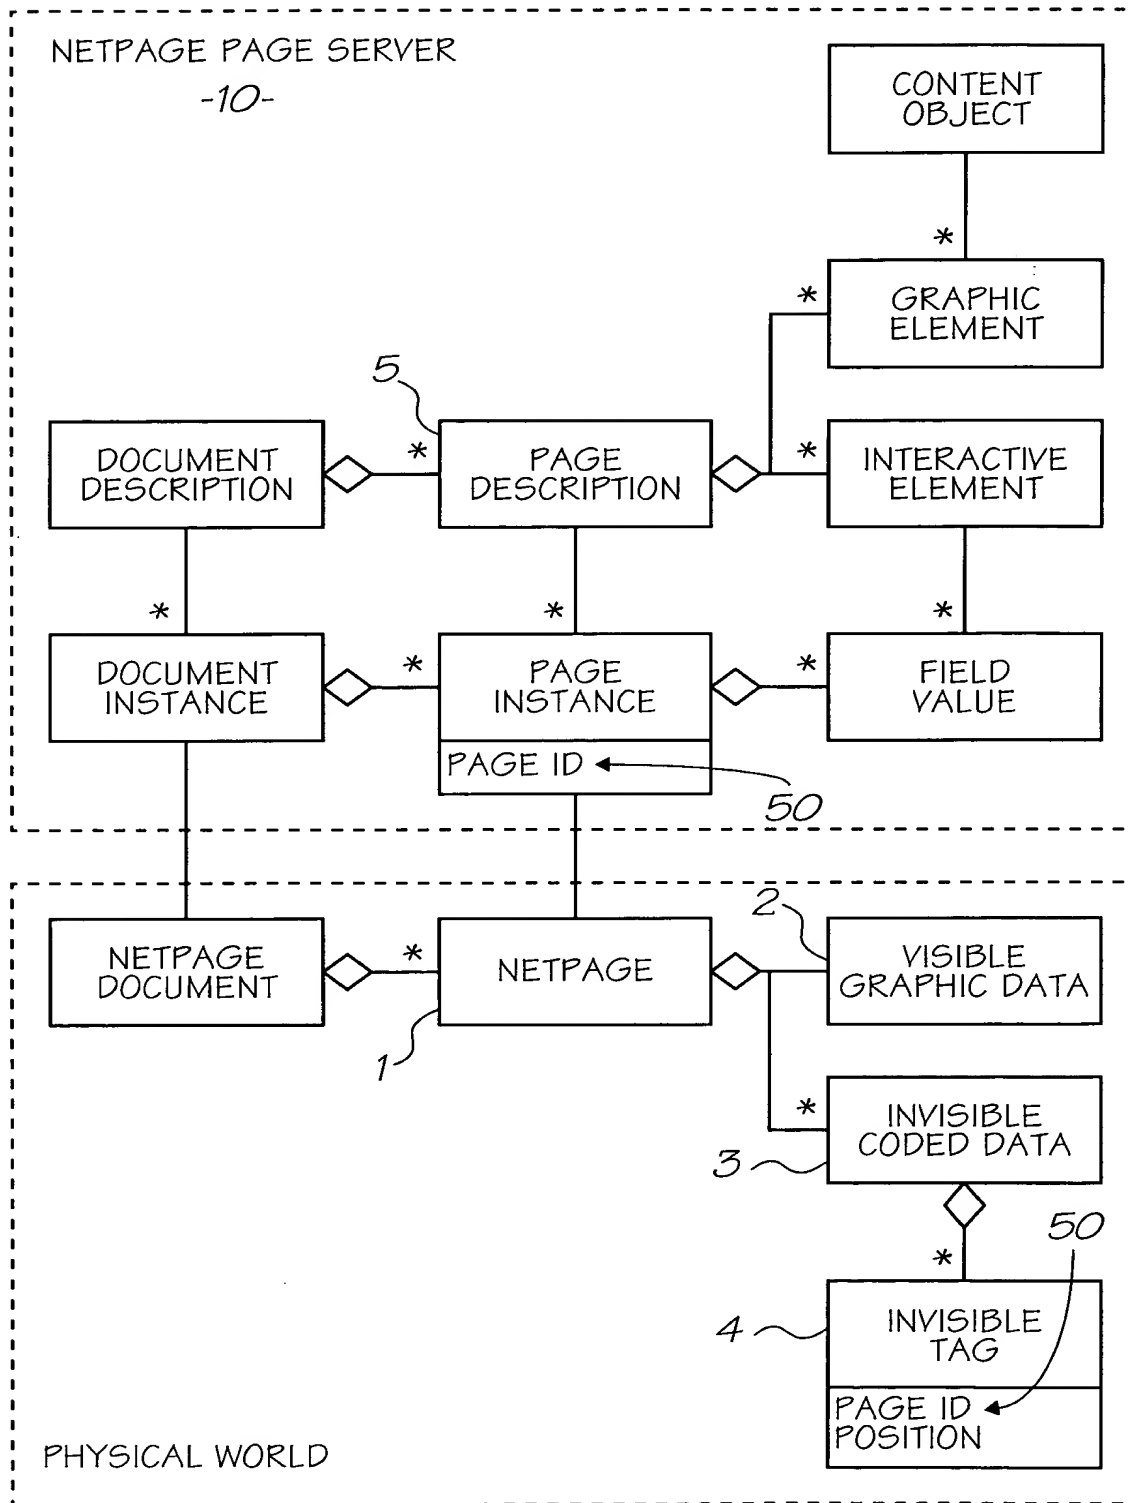 NETPAGE PAGE SERVER
-10-
CONTENT
OBJECT
*
GRAPHIC
ELEMENT
*
5
DOCUMENT
DESCRIPTION
*
PAGE
DESCRIPTION
*
INTERACTIVE
ELEMENT
*
*
*
DOCUMENT
INSTANCE
*
PAGE
INSTANCE
*
FIELD
VALUE
PAGE ID
50
2
NETPAGE
DOCUMENT
*
NETPAGE
VISIBLE
GRAPHIC DATA
1
*
INVISIBLE
CODED DATA
3
50
*
4
INVISIBLE
TAG
PAGE ID
POSITION
PHYSICAL WORLD